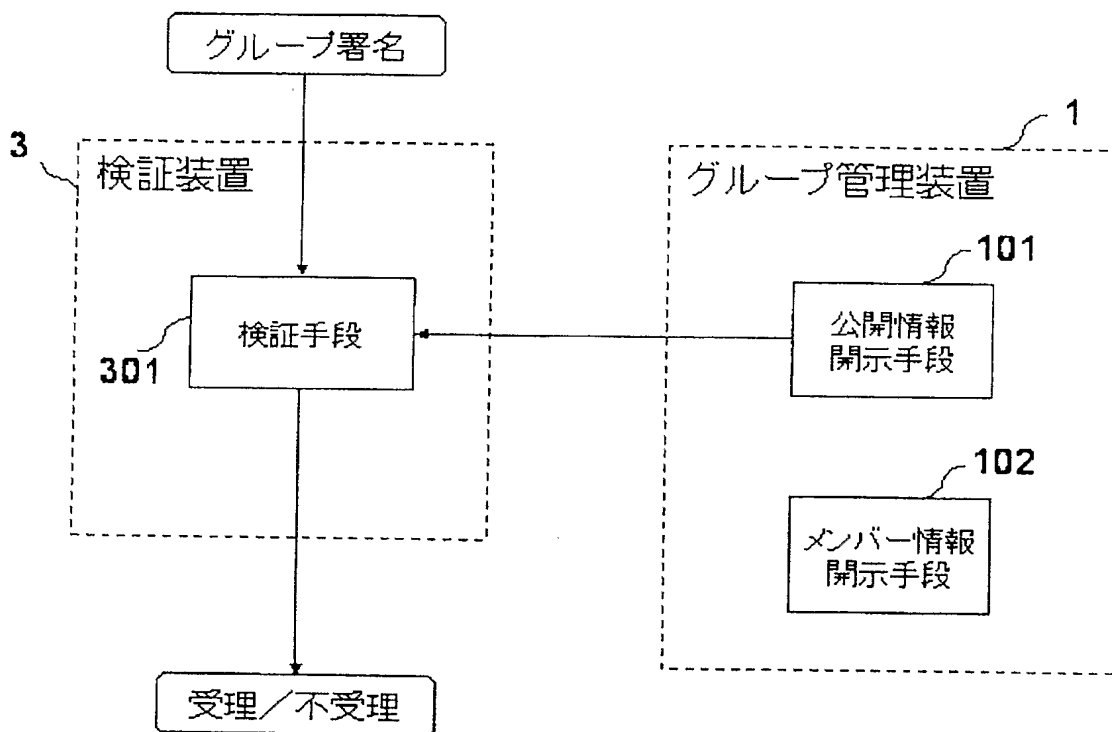 グループ署名
3
検証装置
検証手段
301
1
グループ管理装置
101
公開情報
開示手段
102
メンバー情報
開示手段
受理／不受理